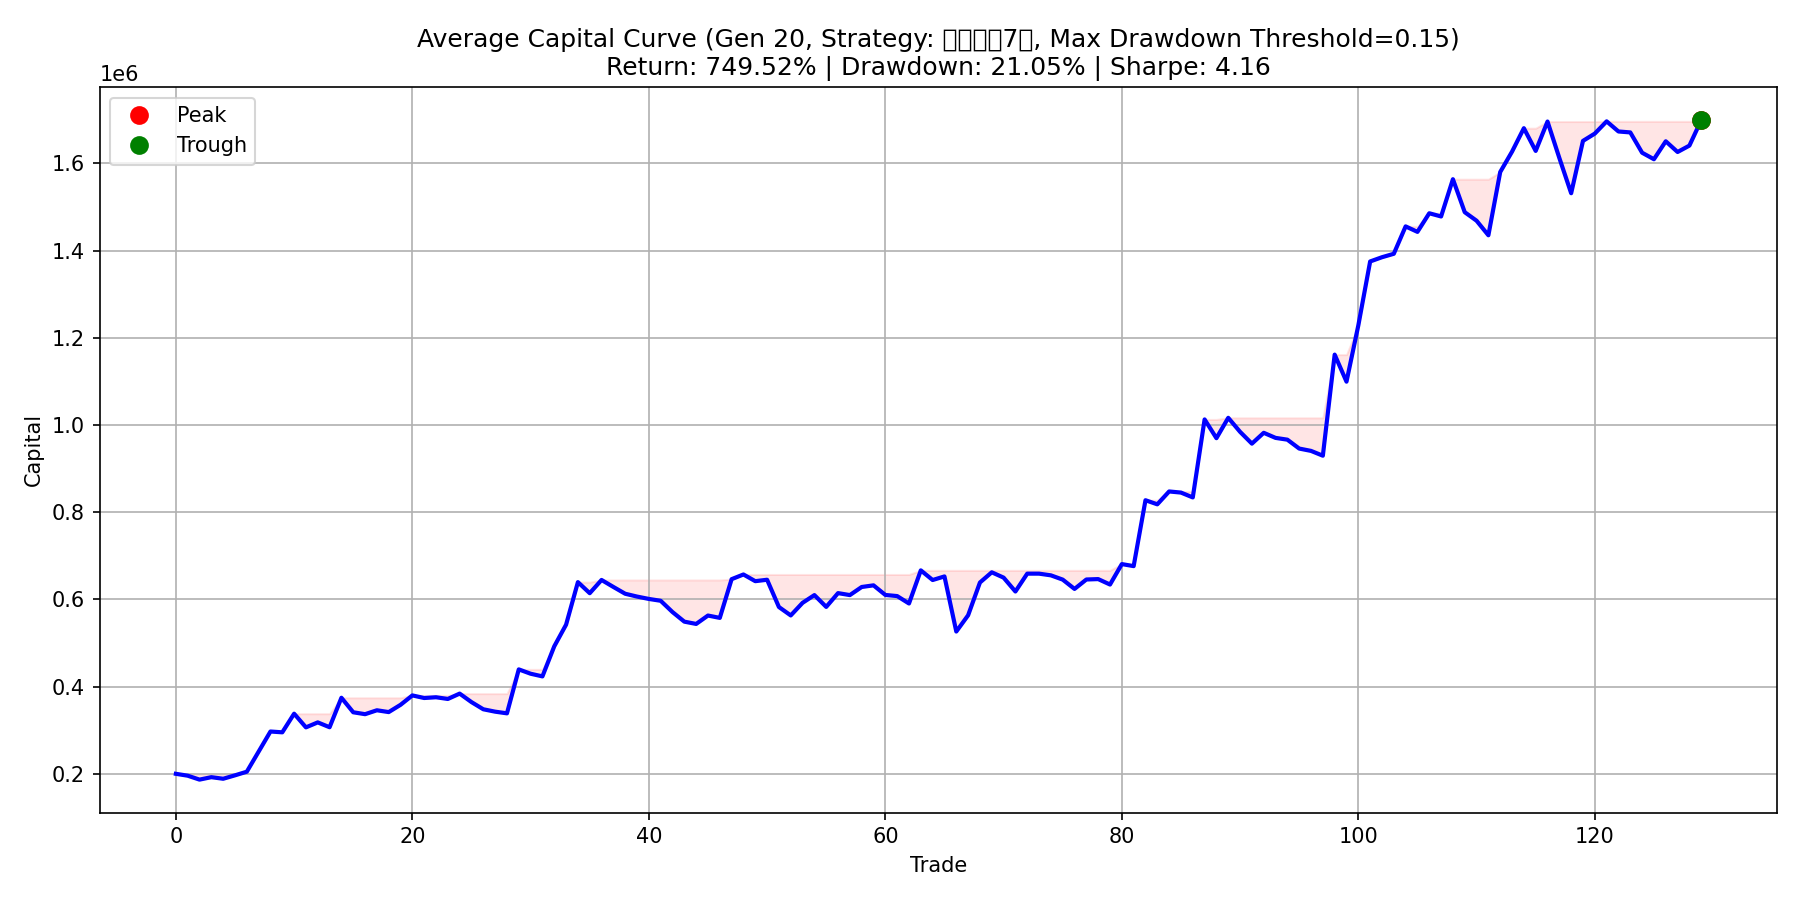 Average Capital Curve (Gen 20, Strategy: 7, Max Drawdown Threshold=0.15)
Return: 749.52% | Drawdown: 21.05% | Sharpe: 4.16
1e6
Peak
Trough
1.6
1.4
1.2
1.0
0.8
0.6
0.4
0.2
Capital
0 20 40 60 80 100 120
Trade